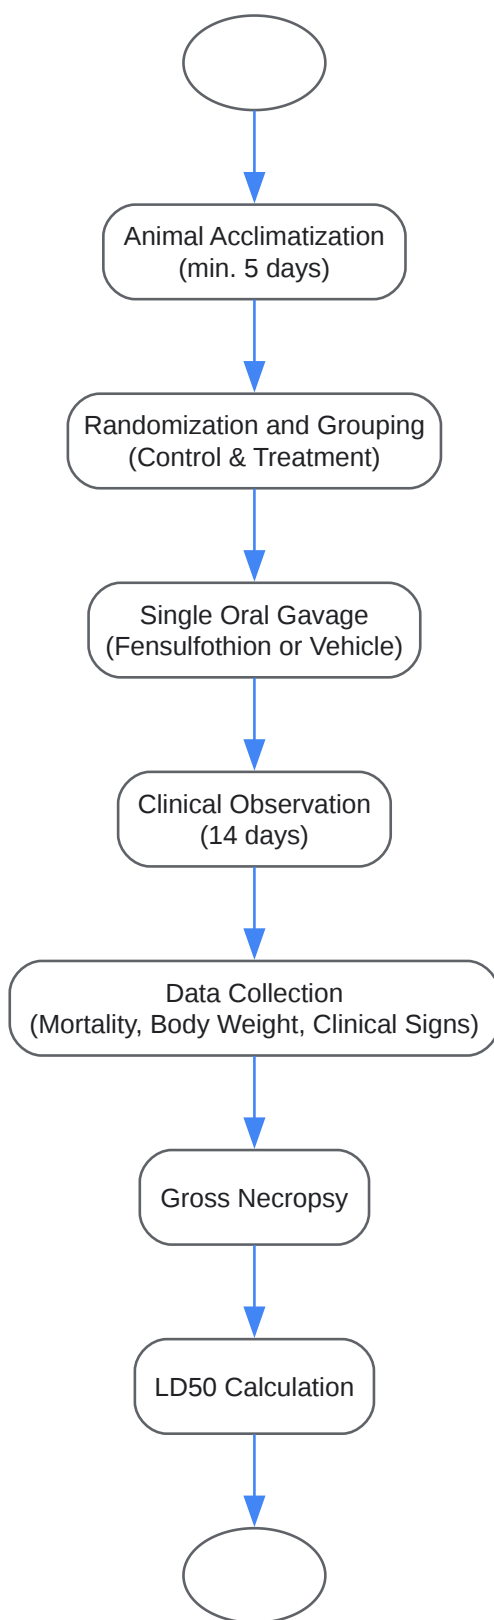 Animal Acclimatization
(min. 5 days)
Randomization and Grouping
(Control & Treatment)
Single Oral Gavage
(Fensulfothion or Vehicle)
Clinical Observation
(14 days)
Data Collection
(Mortality, Body Weight, Clinical Signs)
Gross Necropsy
LD50 Calculation